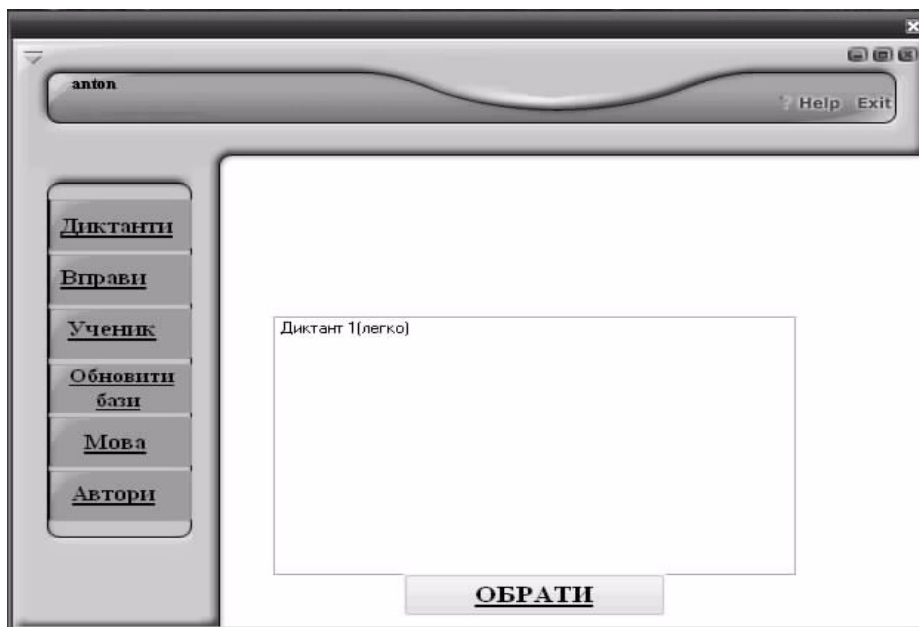 anton
? Help Exit
Диктанти
Вправи
Ученик
Обновити
бази
Мова
Автори
Диктант 1(легко)
ОБРАТИ